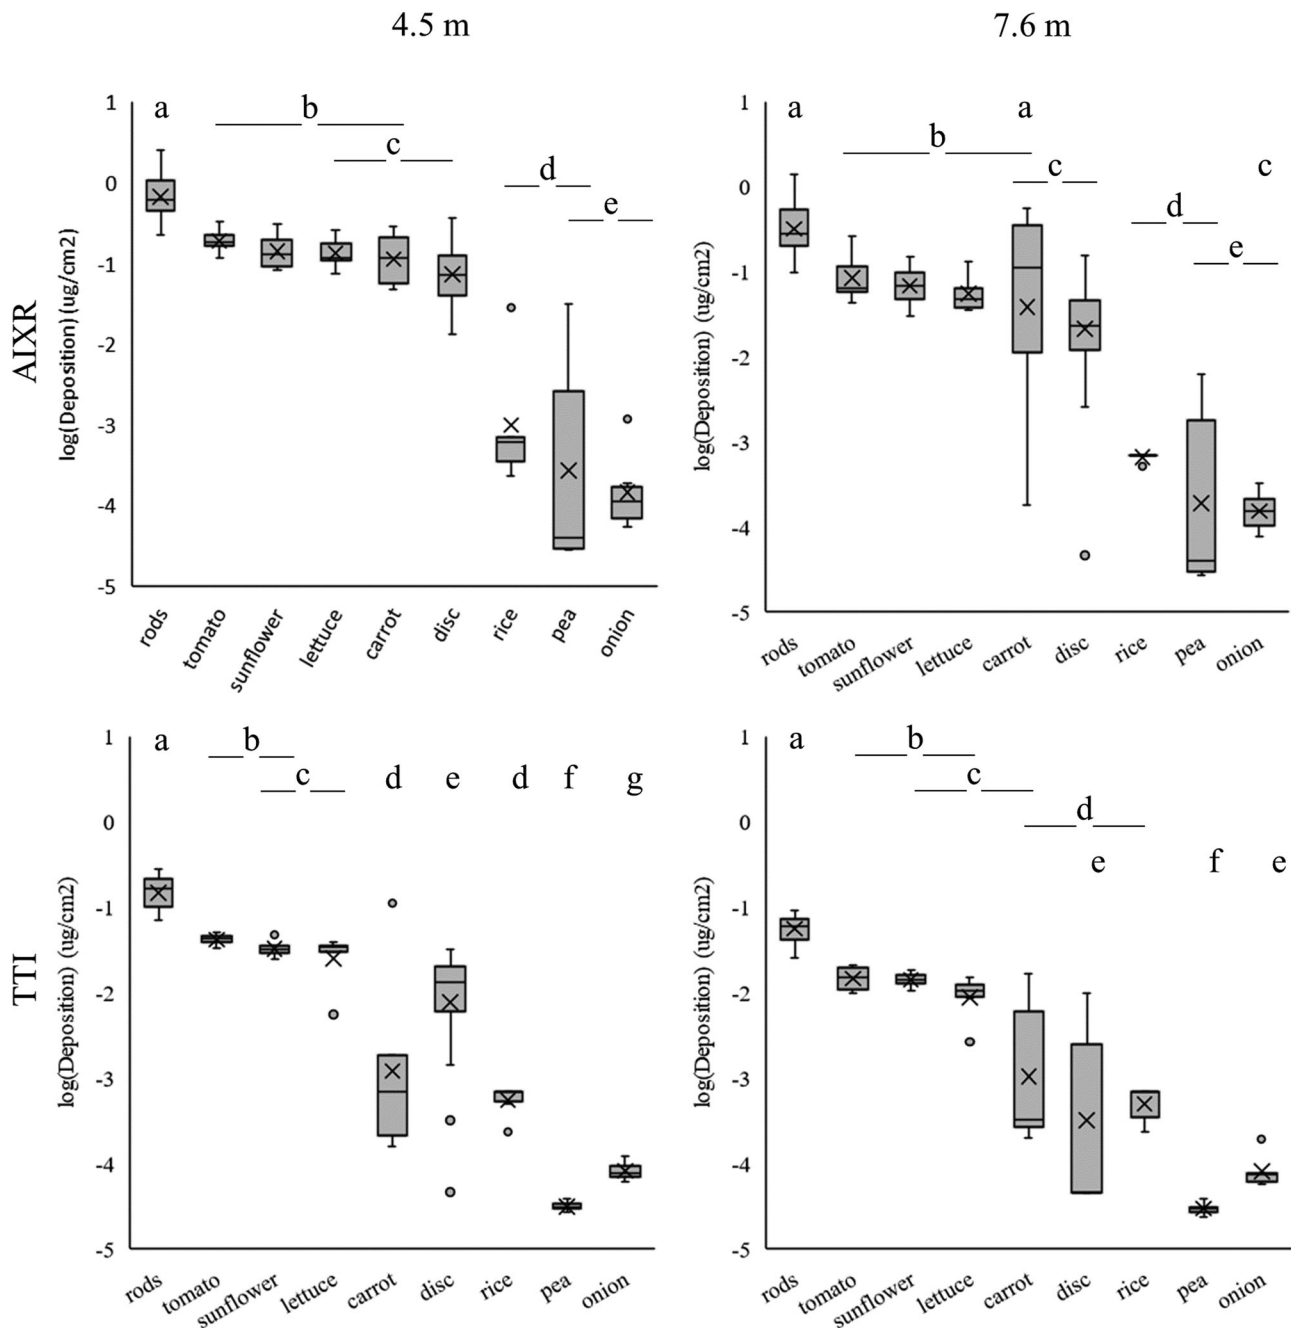 4.5 m 7.6 m
AIXR
log(Deposition) (ug/cm2)
1
0
-1
-2
-3
-4
-5
a
b
c
d
e
rods tomato sunflower lettuce carrot disc rice pea onion
log(Deposition) (ug/cm2)
1
0
-1
-2
-3
-4
-5
a a
b
c c
d
e
rods tomato sunflower lettuce carrot disc rice pea onion
TTI
log(Deposition) (ug/cm2)
1
0
-1
-2
-3
-4
-5
a b
c d e d f g
rods tomato sunflower lettuce carrot disc rice pea onion
log(Deposition) (ug/cm2)
1
0
-1
-2
-3
-4
-5
a b
c
d
e f e
rods tomato sunflower lettuce carrot disc rice pea onion